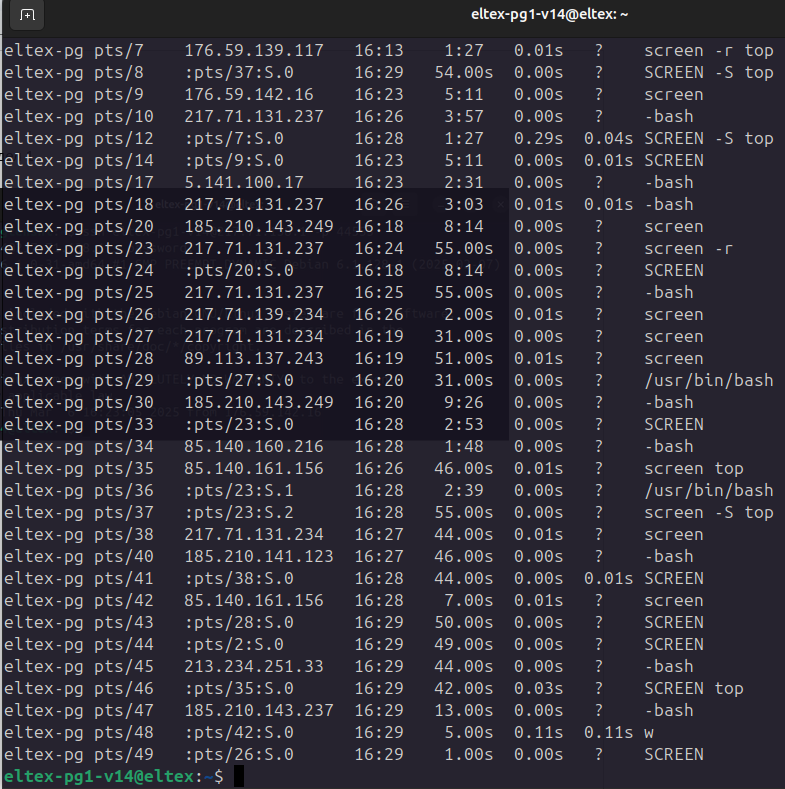 eltex-pg1-v14@eltex: ~
eltex-pg pts/7    176.59.139.117   16:13    1:27   0.01s   ?    screen -r top
eltex-pg pts/8    :pts/37:S.0      16:29   54.00s  0.00s   ?    SCREEN -S top
eltex-pg pts/9    176.59.142.16    16:23    5:11   0.00s   ?    screen
eltex-pg pts/10   217.71.131.237   16:26    3:57   0.00s   ?    -bash
eltex-pg pts/12   :pts/7:S.0       16:28    1:27   0.29s  0.04s SCREEN -S top
eltex-pg pts/14   :pts/9:S.0       16:23    5:11   0.00s  0.01s SCREEN
eltex-pg pts/17   5.141.100.17     16:23    2:31   0.00s   ?    -bash
eltex-pg pts/18   217.71.131.237   16:26    3:03   0.01s  0.01s -bash
eltex-pg pts/20   185.210.143.249  16:18    8:14   0.00s   ?    screen
eltex-pg pts/23   217.71.131.237   16:24   55.00s  0.00s   ?    screen -r
eltex-pg pts/24   :pts/20:S.0      16:18    8:14   0.00s   ?    SCREEN
eltex-pg pts/25   217.71.131.237   16:25   55.00s  0.00s   ?    -bash
eltex-pg pts/26   217.71.139.234   16:26    2.00s  0.01s   ?    screen
eltex-pg pts/27   217.71.131.234   16:19   31.00s  0.00s   ?    screen
eltex-pg pts/28   89.113.137.243   16:19   51.00s  0.01s   ?    screen
eltex-pg pts/29   :pts/27:S.0      16:20   31.00s  0.00s   ?    /usr/bin/bash
eltex-pg pts/30   185.210.143.249  16:20    9:26   0.00s   ?    -bash
eltex-pg pts/33   :pts/23:S.0      16:28    2:53   0.00s   ?    SCREEN
eltex-pg pts/34   85.140.160.216   16:28    1:48   0.00s   ?    -bash
eltex-pg pts/35   85.140.161.156   16:26   46.00s  0.01s   ?    screen top
eltex-pg pts/36   :pts/23:S.1      16:28    2:39   0.00s   ?    /usr/bin/bash
eltex-pg pts/37   :pts/23:S.2      16:28   55.00s  0.00s   ?    screen -S top
eltex-pg pts/38   217.71.131.234   16:27   44.00s  0.01s   ?    screen
eltex-pg pts/40   185.210.141.123  16:27   46.00s  0.00s   ?    -bash
eltex-pg pts/41   :pts/38:S.0      16:28   44.00s  0.00s  0.01s SCREEN
eltex-pg pts/42   85.140.161.156   16:28    7.00s  0.01s   ?    screen
eltex-pg pts/43   :pts/28:S.0      16:29   50.00s  0.00s   ?    SCREEN
eltex-pg pts/44   :pts/2:S.0       16:29   49.00s  0.00s   ?    SCREEN
eltex-pg pts/45   213.234.251.33   16:29   44.00s  0.00s   ?    -bash
eltex-pg pts/46   :pts/35:S.0      16:29   42.00s  0.03s   ?    SCREEN top
eltex-pg pts/47   185.210.143.237  16:29   13.00s  0.00s   ?    -bash
eltex-pg pts/48   :pts/42:S.0      16:29    5.00s  0.11s  0.11s w
eltex-pg pts/49   :pts/26:S.0      16:29    1.00s  0.00s   ?    SCREEN
eltex-pg1-v14@eltex:~$